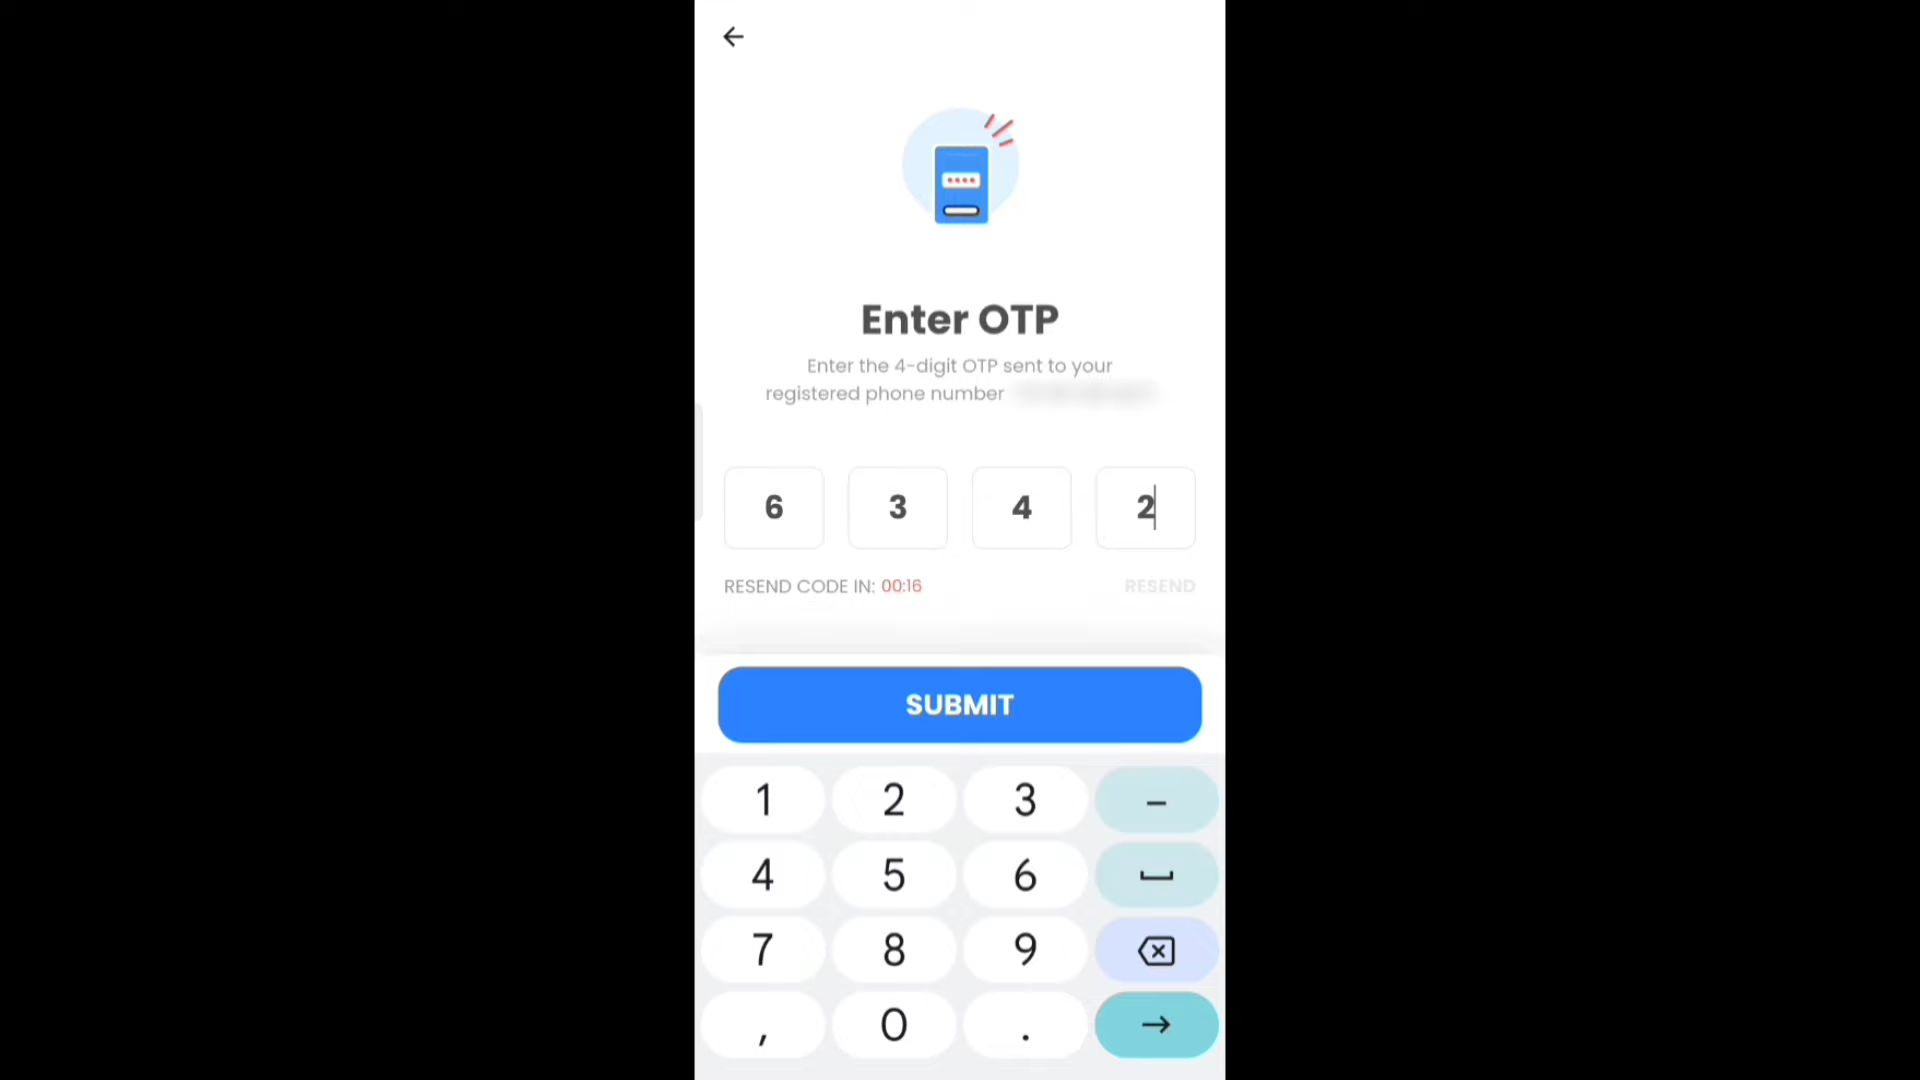 Enter OTP
Enter the 4-digit OTP sent to your
registered phone number
6 3 4 2
RESEND CODE IN: 00:16 RESEND
SUBMIT
1 2 3 -
4 5 6
7 8 9
, 0 .